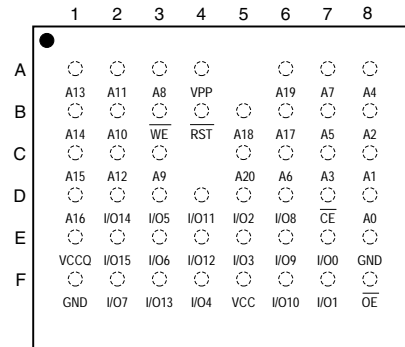 1 2 3 4 5 6 7 8
A
A13 A11 A8 VPP A19 A7 A4
B
A14 A10 WE RST A18 A17 A5 A2
C
A15 A12 A9 A20 A6 A3 A1
D
A16 I/O14 I/O5 I/O11 I/O2 I/O8 CE A0
E
VCCQ I/O15 I/O6 I/O12 I/O3 I/O9 I/O0 GND
F
GND I/O7 I/O13 I/O4 VCC I/O10 I/O1 OE